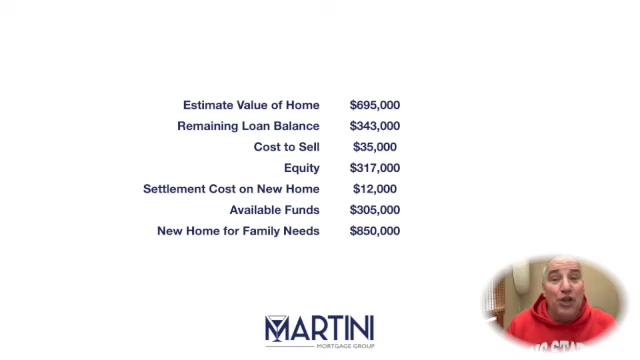 Estimate Value of Home $695,000
Remaining Loan Balance $343,000
Cost to Sell $35,000
Equity $317,000
Settlement Cost on New Home $12,000
Available Funds $305,000
New Home for Family Needs $850,000
MARTINI
MORTGAGE GROUP